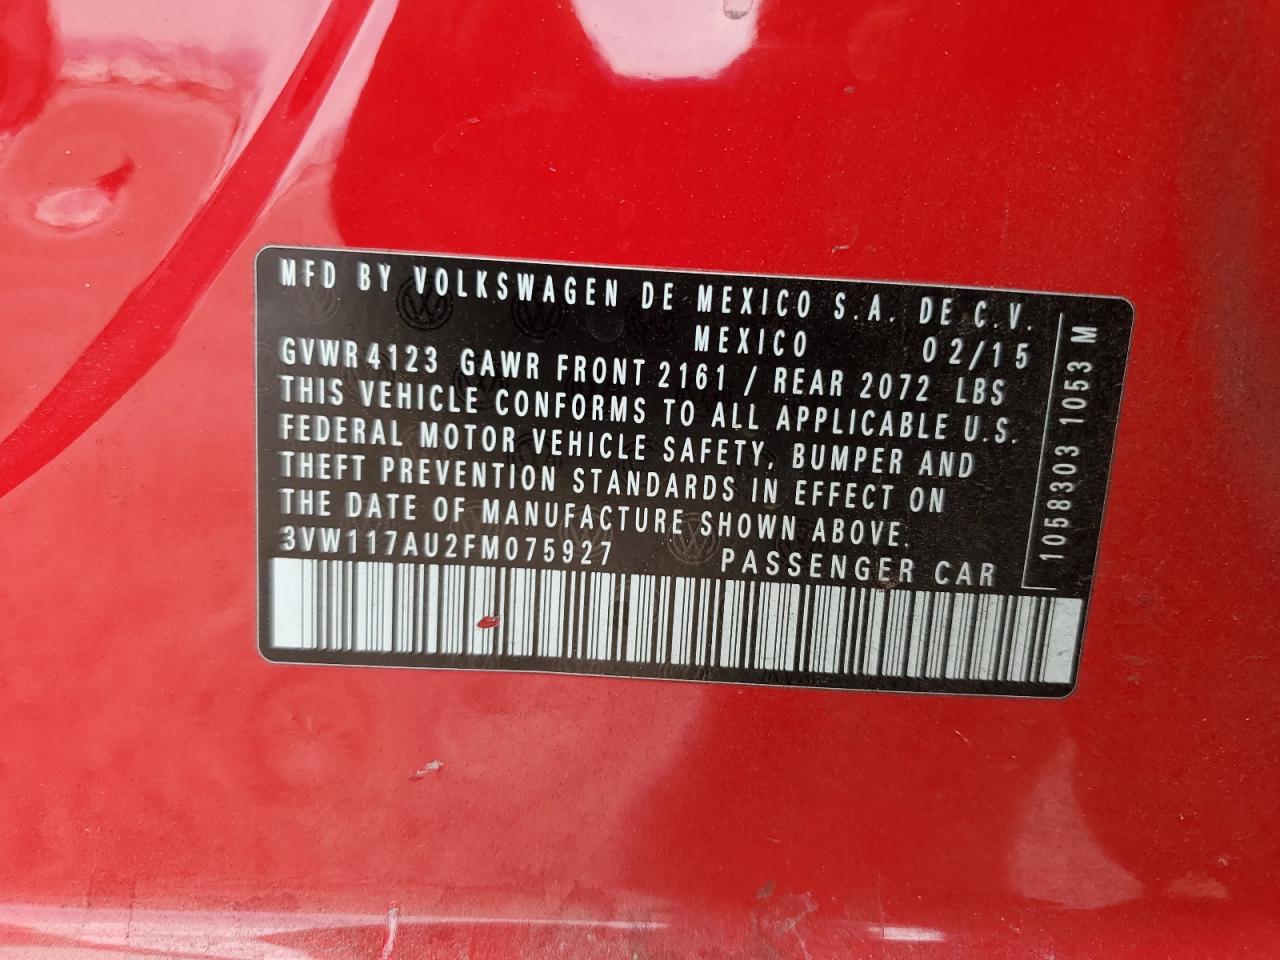 MFD BY VOLKSWAGEN DE MEXICO S.A. DE C.V.
MEXICO 02/15
GVWR 4123 GAWR FRONT 2161 / REAR 2072 LBS
THIS VEHICLE CONFORMS TO ALL APPLICABLE U.S.
FEDERAL MOTOR VEHICLE SAFETY, BUMPER AND
THEFT PREVENTION STANDARDS IN EFFECT ON
THE DATE OF MANUFACTURE SHOWN ABOVE.
3VW117AU2FM075927 PASSENGER CAR
1058303 1053 M